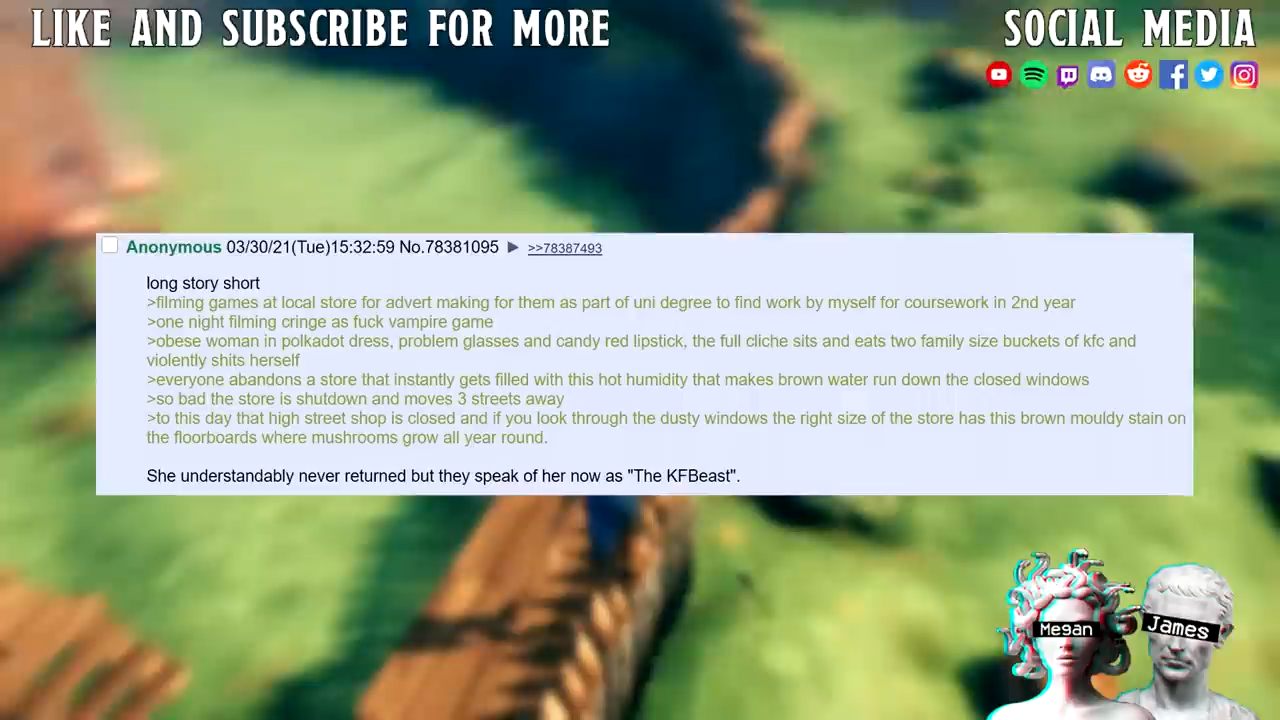 LIKE AND SUBSCRIBE FOR MORE
SOCIAL MEDIA
Anonymous 03/30/21(Tue)15:32:59 No.78381095 ▶ >>78387493
long story short
>filming games at local store for advert making for them as part of uni degree to find work by myself for coursework in 2nd year
>one night filming cringe as fuck vampire game
>obese woman in polkadot dress, problem glasses and candy red lipstick, the full cliche sits and eats two family size buckets of kfc and
violently shits herself
>everyone abandons a store that instantly gets filled with this hot humidity that makes brown water run down the closed windows
>so bad the store is shutdown and moves 3 streets away
>to this day that high street shop is closed and if you look through the dusty windows the right size of the store has this brown mouldy stain on
the floorboards where mushrooms grow all year round.
She understandably never returned but they speak of her now as "The KFBeast".
Megan
James